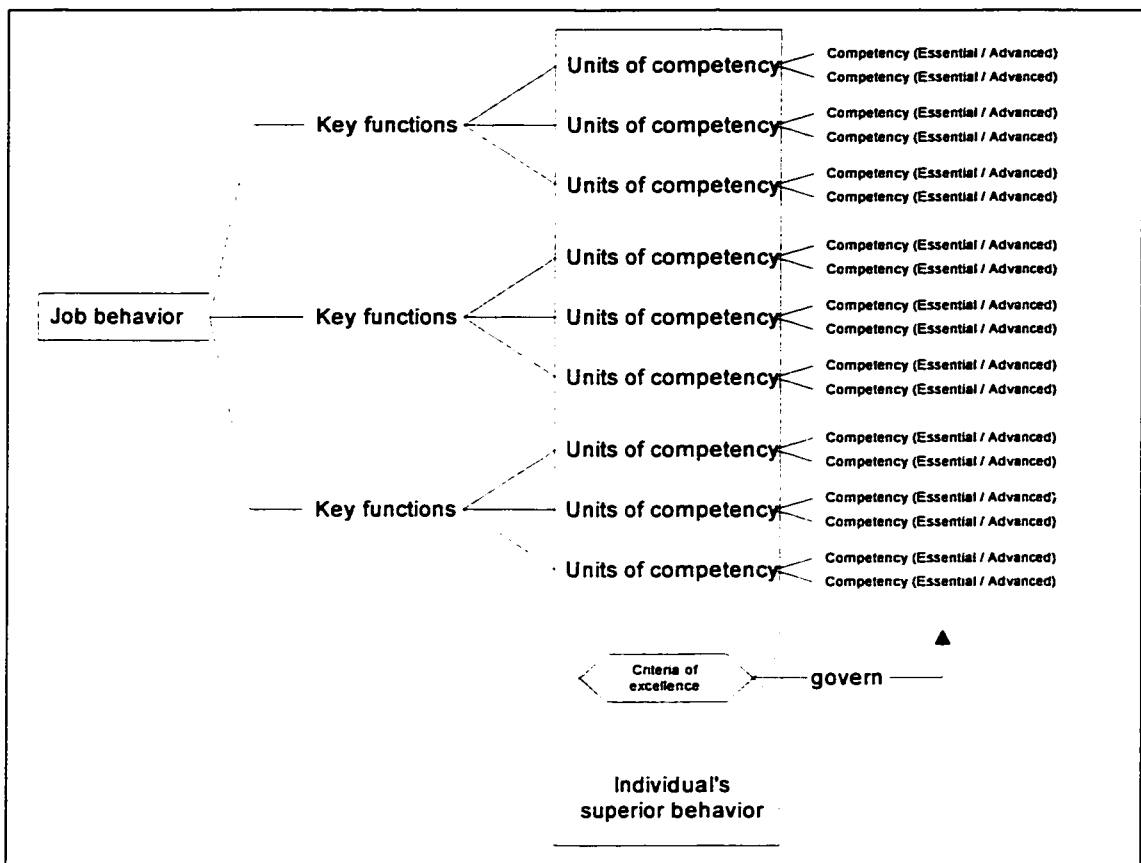 Units of competency
Competency (Essential / Advanced)
Competency (Essential / Advanced)
Key functions
Units of competency
Competency (Essential / Advanced)
Competency (Essential / Advanced)
Units of competency
Competency (Essential / Advanced)
Competency (Essential / Advanced)
Units of competency
Competency (Essential / Advanced)
Competency (Essential / Advanced)
Job behavior
Key functions
Units of competency
Competency (Essential / Advanced)
Competency (Essential / Advanced)
Units of competency
Competency (Essential / Advanced)
Competency (Essential / Advanced)
Units of competency
Competency (Essential / Advanced)
Competency (Essential / Advanced)
Key functions
Units of competency
Competency (Essential / Advanced)
Competency (Essential / Advanced)
Units of competency
Competency (Essential / Advanced)
Competency (Essential / Advanced)
Criteria of
excellence
govern
Individual's
superior behavior